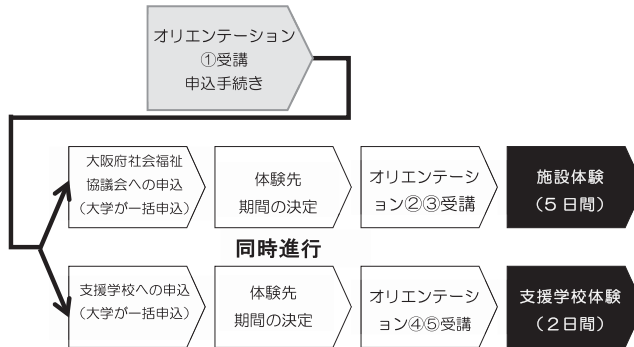 オリエンテーション
①受講
申込手続き
大阪府社会福祉
協議会への申込
（大学が一括申込）
体験先
期間の決定
オリエンテーシ
ョン②③受講
施設体験
（5 日間）
同時進行
支援学校への申込
（大学が一括申込）
体験先
期間の決定
オリエンテーシ
ョン④⑤受講
支援学校体験
（2日間）